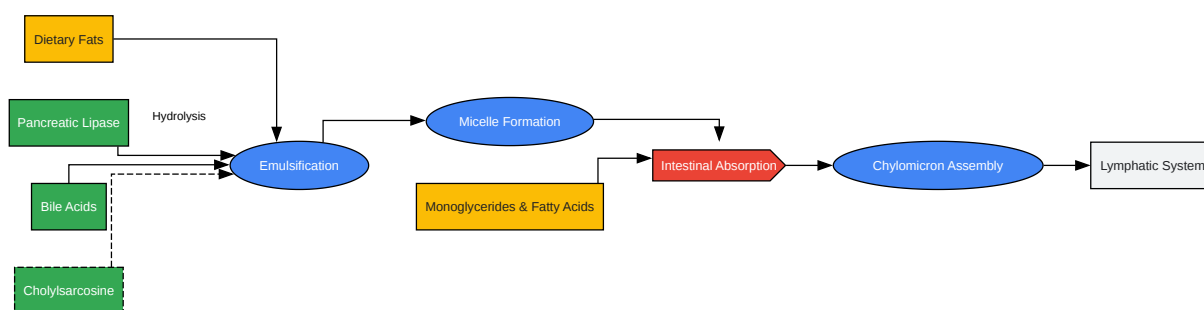 Dietary Fats
Pancreatic Lipase
Hydrolysis
Bile Acids
Cholylsarcosine
Emulsification
Micelle Formation
Monoglycerides & Fatty Acids
Intestinal Absorption
Chylomicron Assembly
Lymphatic System